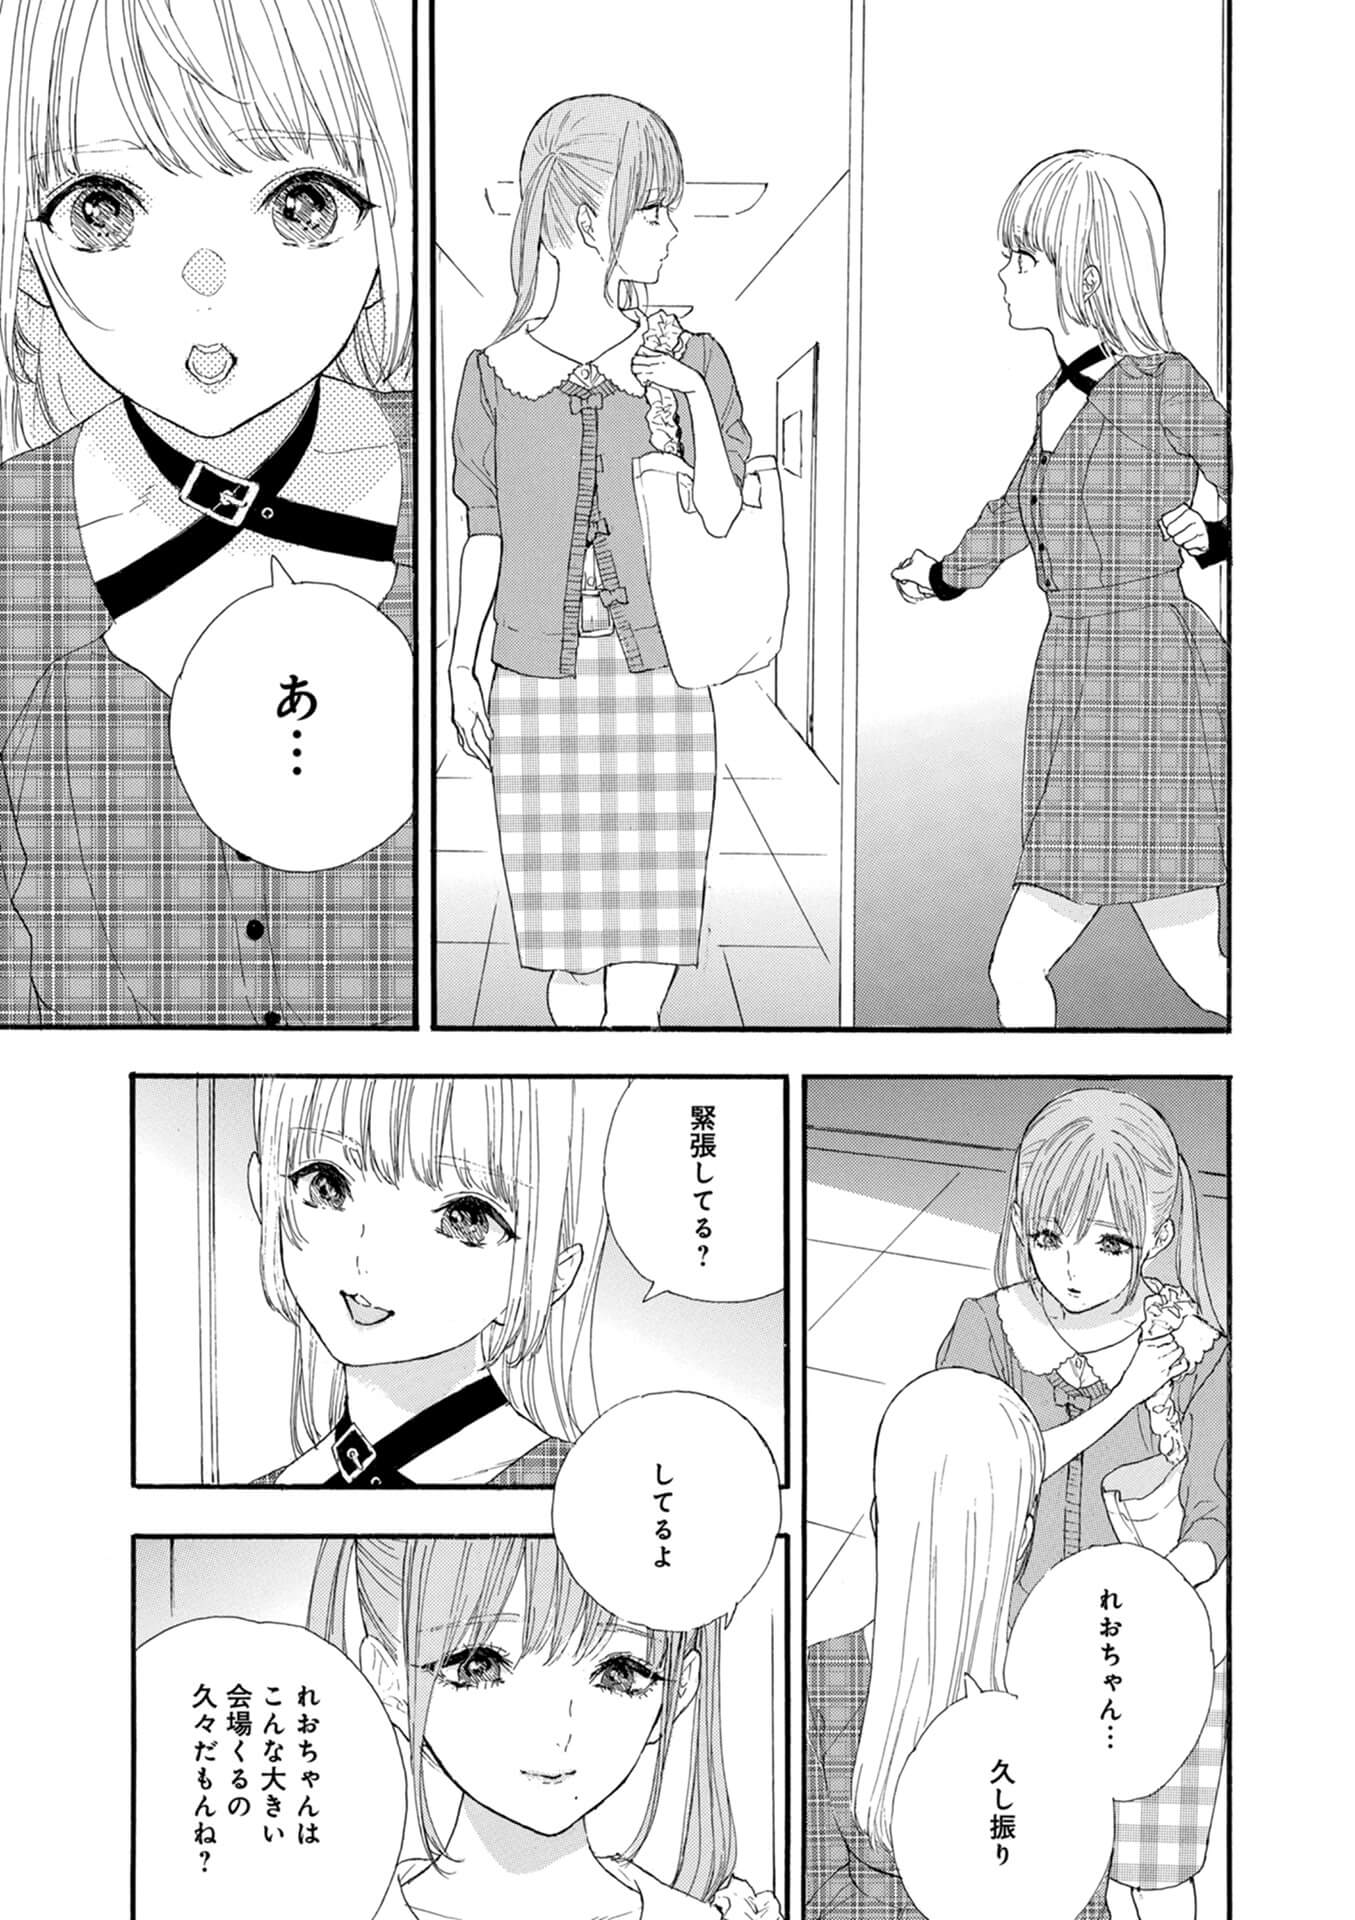 あ…
れおちゃん…
久し振り
緊張してる?
してるよ
れおちゃんは
こんな大きい
会場くるの
久々だもんね?